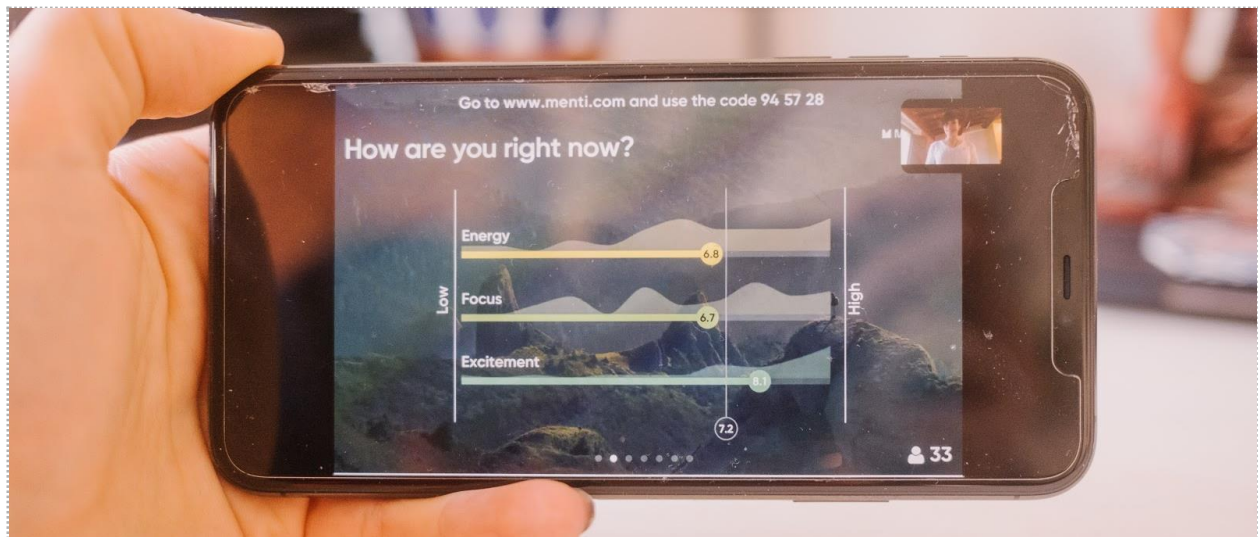 Go to www.menti.com and use the code 94 57 28
How are you right now?
Energy
6.8
Low
Focus
6.7
High
Excitement
8.1
7.2
33